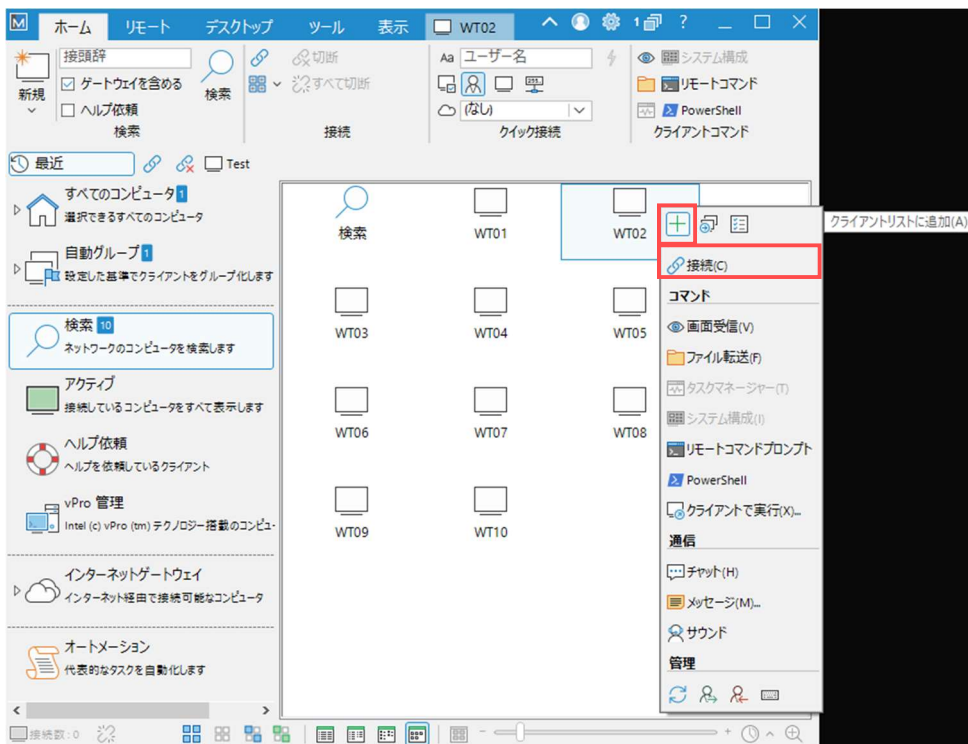 M
ホーム
リモート
デスクトップ
ツール
表示
WT02
1
?
接頭辞
ゲートウェイを含める
ヘルプ依頼
新規
検索
検索
切断
すべて切断
接続
Aa
ユーザー名
(なし)
クイック接続
システム構成
リモートコマンド
PowerShell
クライアントコマンド
最近
Test
すべてのコンピュータ 1
選択できるすべてのコンピュータ
自動グループ 1
設定した基準でクライアントをグループ化します
検索 10
ネットワークのコンピュータを検索します
アクティブ
接続しているコンピュータをすべて表示します
ヘルプ依頼
ヘルプを依頼しているクライアント
vPro 管理
Intel (c) vPro (tm) テクノロジー搭載のコンピュ-
インターネットゲートウェイ
インターネット経由で接続可能なコンピュータ
オートメーション
代表的なタスクを自動化します
検索
WT01
WT02
WT03
WT04
WT05
WT06
WT07
WT08
WT09
WT10
クライアントリストに追加(A)
接続(C)
コマンド
画面受信(V)
ファイル転送(F)
タスクマネージャー(T)
システム構成(I)
リモートコマンドプロンプト
PowerShell
クライアントで実行(X)...
通信
チャット(H)
メッセージ(M)...
サウンド
管理
接続数: 0